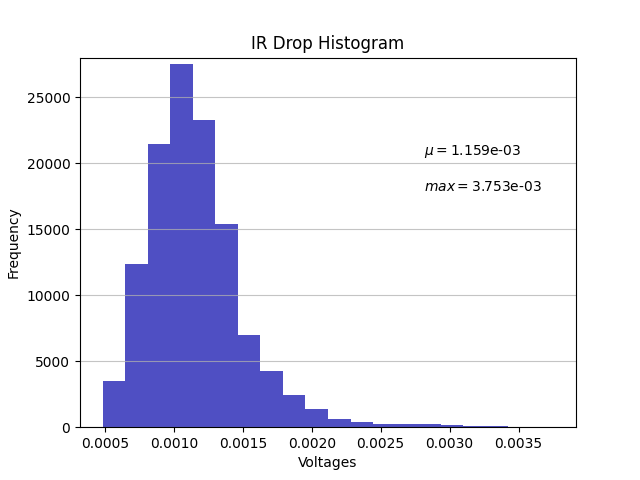 IR Drop Histogram
25000
20000
15000
10000
5000
0
Frequency
μ = 1.159e-03
max = 3.753e-03
0.0005 0.0010 0.0015 0.0020 0.0025 0.0030 0.0035
Voltages